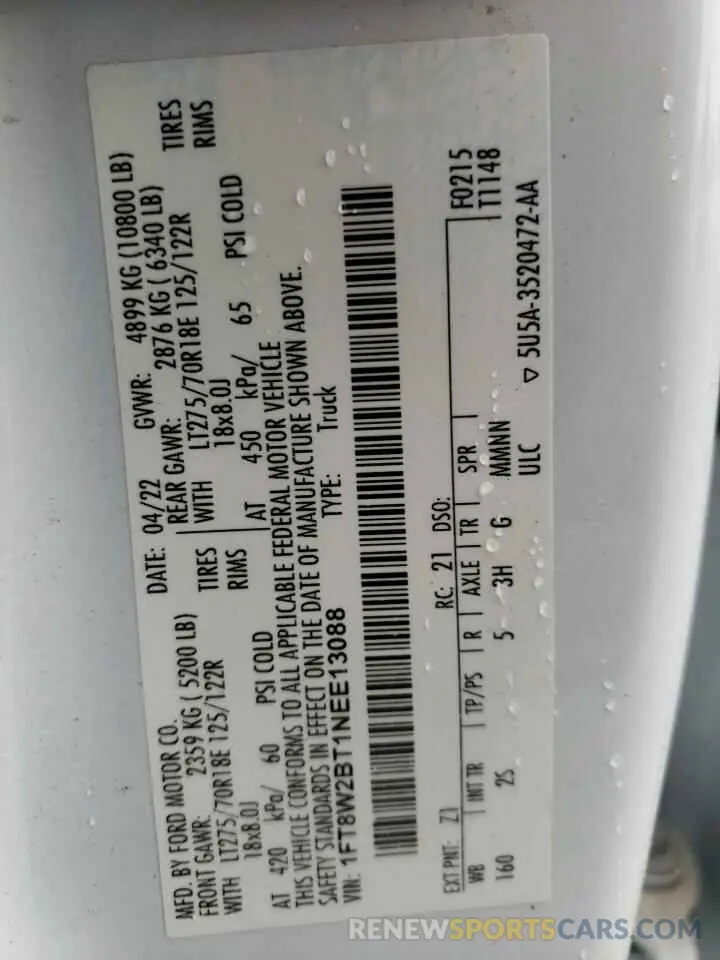 MFD. BY FORD MOTOR CO.
DATE: 04/22 GVWR: 4899 KG (10800 LB)
FRONT GAWR: 2359 KG ( 5200 LB)
REAR GAWR: 2876 KG ( 6340 LB)
WITH LT275/70R18E 125/122R TIRES
WITH LT275/70R18E 125/122R TIRES
18x8.0J RIMS
18x8.0J RIMS
AT 420 kPa/ 60 PSI COLD
AT 450 kPa/ 65 PSI COLD
THIS VEHICLE CONFORMS TO ALL APPLICABLE FEDERAL MOTOR VEHICLE
SAFETY STANDARDS IN EFFECT ON THE DATE OF MANUFACTURE SHOWN ABOVE.
VIN: 1FT8W2BT1NEE13088 TYPE: Truck
F0215
T1148
EXT PNT: Z1 RC: 21 DSO:
WB INT TR TP/PS R AXLE TR SPR
160 2S 5 3H G MMNN
ULC ▽ 5U5A-3520472-AA
RENEWSPORTSCARS.COM